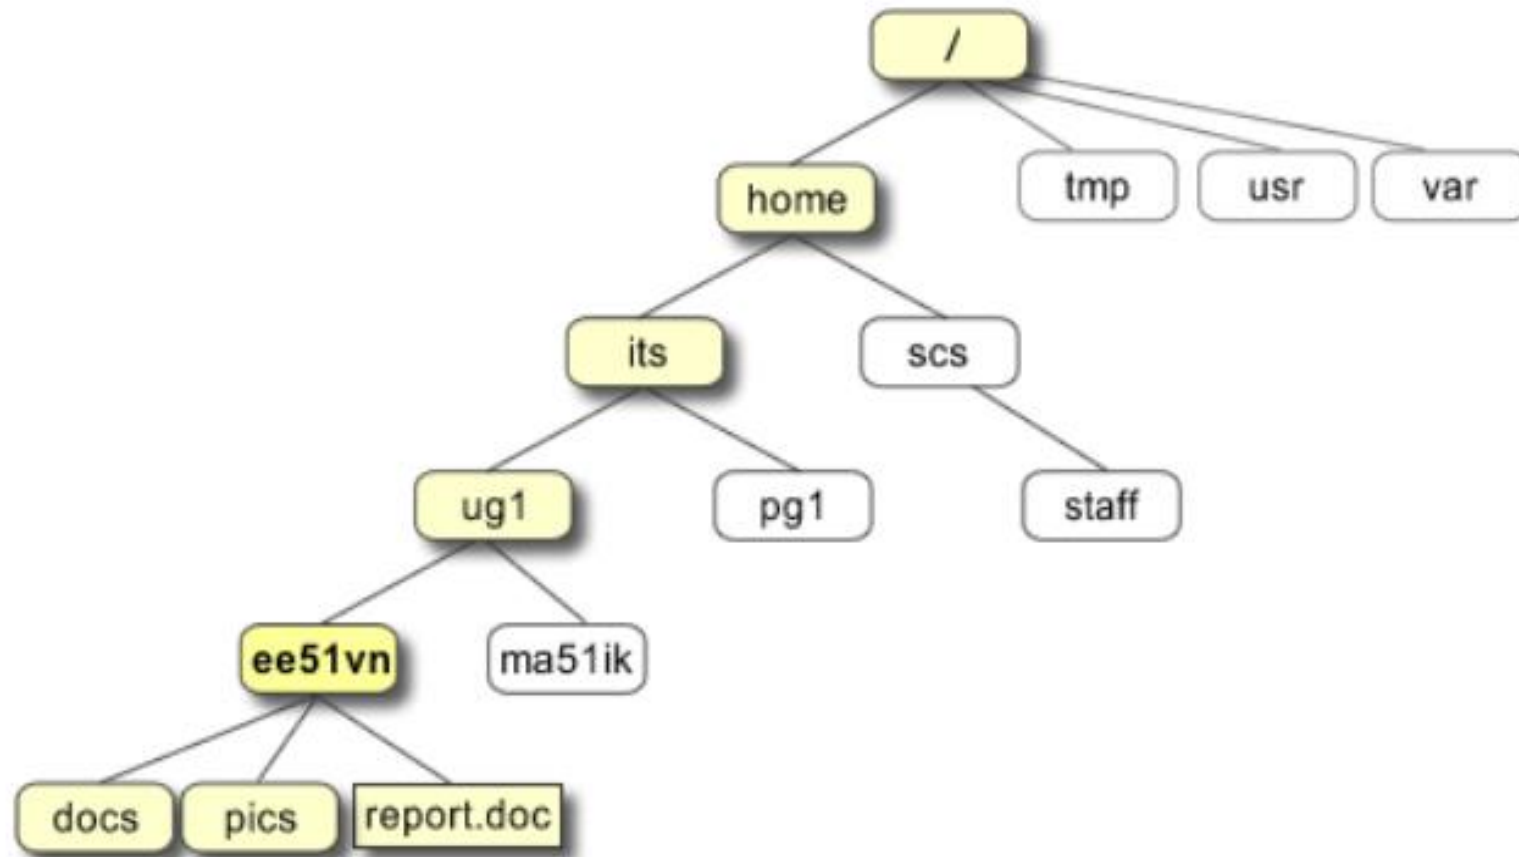 /
home
tmp
usr
var
its
scs
ug1
pg1
staff
ee51vn
ma51ik
docs
pics
report.doc